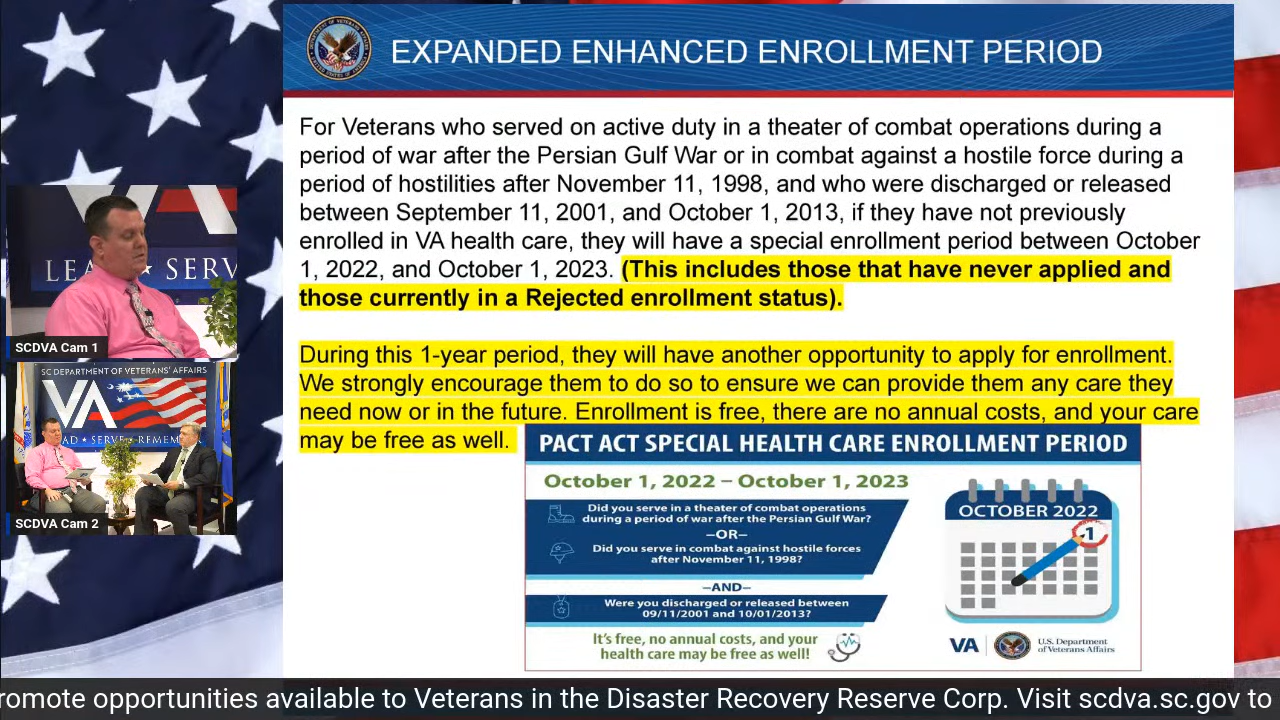 EXPANDED ENHANCED ENROLLMENT PERIOD
For Veterans who served on active duty in a theater of combat operations during a
period of war after the Persian Gulf War or in combat against a hostile force during a
period of hostilities after November 11, 1998, and who were discharged or released
between September 11, 2001, and October 1, 2013, if they have not previously
enrolled in VA health care, they will have a special enrollment period between October
1, 2022, and October 1, 2023. (This includes those that have never applied and
those currently in a Rejected enrollment status).
During this 1-year period, they will have another opportunity to apply for enrollment.
We strongly encourage them to do so to ensure we can provide them any care they
need now or in the future. Enrollment is free, there are no annual costs, and your care
may be free as well.
PACT ACT SPECIAL HEALTH CARE ENROLLMENT PERIOD
October 1, 2022 – October 1, 2023
Did you serve in a theater of combat operations
during a period of war after the Persian Gulf War?
—OR—
Did you serve in combat against hostile forces
after November 11, 1998?
—AND—
Were you discharged or released between
09/11/2001 and 10/01/2013?
It's free, no annual costs, and your
health care may be free as well!
OCTOBER 2022
1
VA
U.S. Department
of Veterans Affairs
SERV
SCDVA Cam 1
SC DEPARTMENT OF VETERANS' AFFAIRS
VA
SERVE
SCDVA Cam 2
romote opportunities available to Veterans in the Disaster Recovery Reserve Corp. Visit scdva.sc.gov to